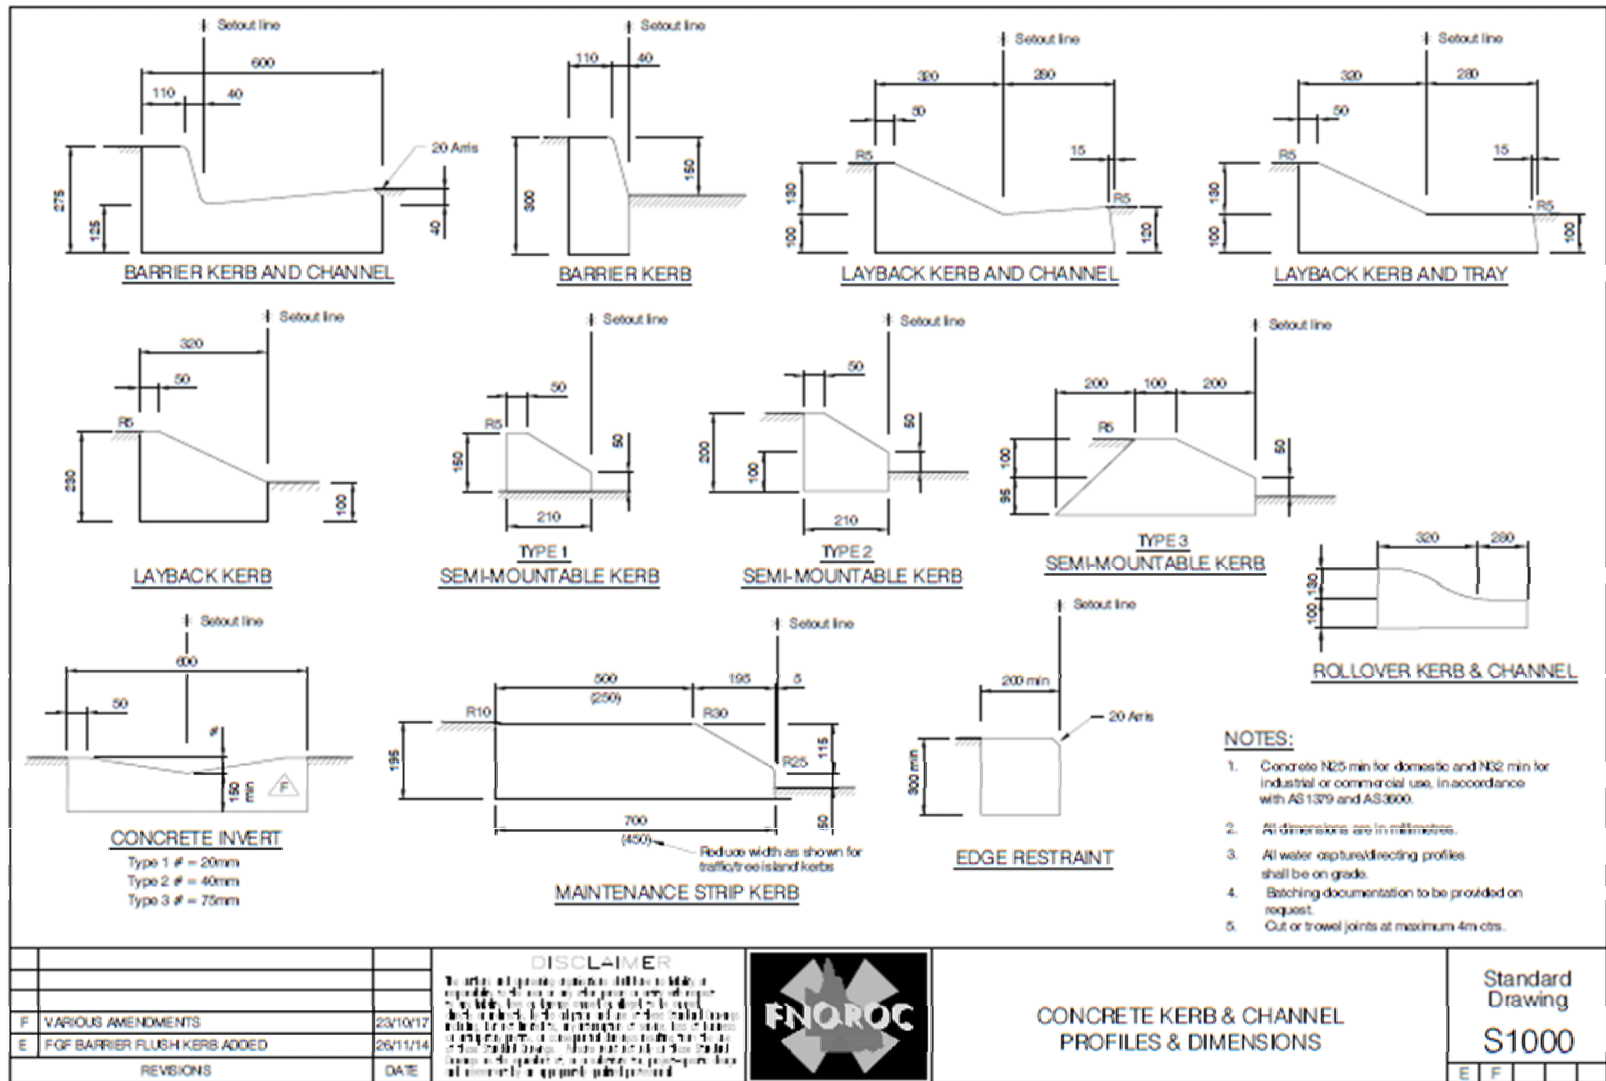 Setout line
600
110 40
20 Arris
275
125
40
BARRIER KERB AND CHANNEL
110 40
300
150
Setout line
BARRIER KERB
Setout line
320 280
50
15
R5
R5
130
100
120
LAYBACK KERB AND CHANNEL
Setout line
320 280
50
15
R5
R5
130
100
100
LAYBACK KERB AND TRAY
Setout line
320
50
R5
230
100
LAYBACK KERB
Setout line
50
R5
150
50
210
TYPE 1
SEMI-MOUNTABLE KERB
Setout line
50
200
100
50
210
TYPE 2
SEMI-MOUNTABLE KERB
Setout line
200 100 200
R5
100
95
50
TYPE 3
SEMI-MOUNTABLE KERB
320 280
130
100
ROLLOVER KERB & CHANNEL
Setout line
600
50
#
150
min
F
CONCRETE INVERT
Type 1 # = 20mm
Type 2 # = 40mm
Type 3 # = 75mm
Setout line
500 195 5
(250)
R10
R30
R25
195
115
50
700
(450)
Reduce width as shown for
traffic/tree island kerbs
MAINTENANCE STRIP KERB
Setout line
200 min
20 Arris
300 min
EDGE RESTRAINT
NOTES:
1. Concrete N25 min for domestic and N32 min for
industrial or commercial use, in accordance
with AS1379 and AS3600.
2. All dimensions are in millimetres.
3. All water capture/directing profiles
shall be on grade.
4. Batching documentation to be provided on
request.
5. Cut or trowel joints at maximum 4m ctrs.
F VARIOUS AMENDMENTS 23/10/17
E FGF BARRIER FLUSH KERB ADDED 26/11/14
REVISIONS DATE
DISCLAIMER
FNQROC
CONCRETE KERB & CHANNEL
PROFILES & DIMENSIONS
Standard
Drawing
S1000
E F